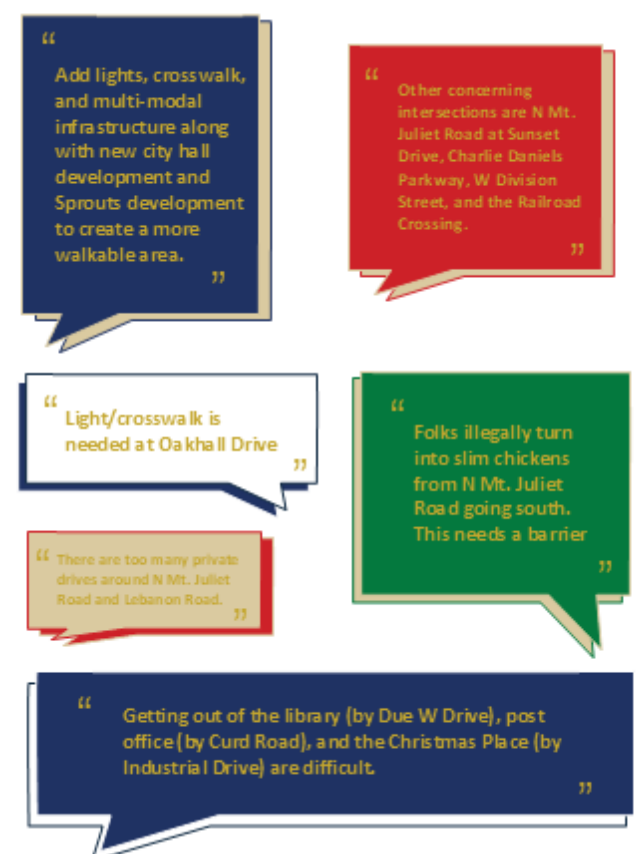 “
Add lights, crosswalk,
and multi-modal
infrastructure along
with new city hall
development and
Sprouts development
to create a more
walkable area.
”
“
Other concerning
intersections are N Mt.
Juliet Road at Sunset
Drive, Charlie Daniels
Parkway, W Division
Street, and the Railroad
Crossing.
”
“
Light/crosswalk is
needed at Oakhall Drive
”
“
Folks illegally turn
into slim chickens
from N Mt. Juliet
Road going south.
This needs a barrier
”
“
There are too many private
drives around N Mt. Juliet
Road and Lebanon Road.
”
“
Getting out of the library (by Due W Drive), post
office (by Curd Road), and the Christmas Place (by
Industrial Drive) are difficult.
”